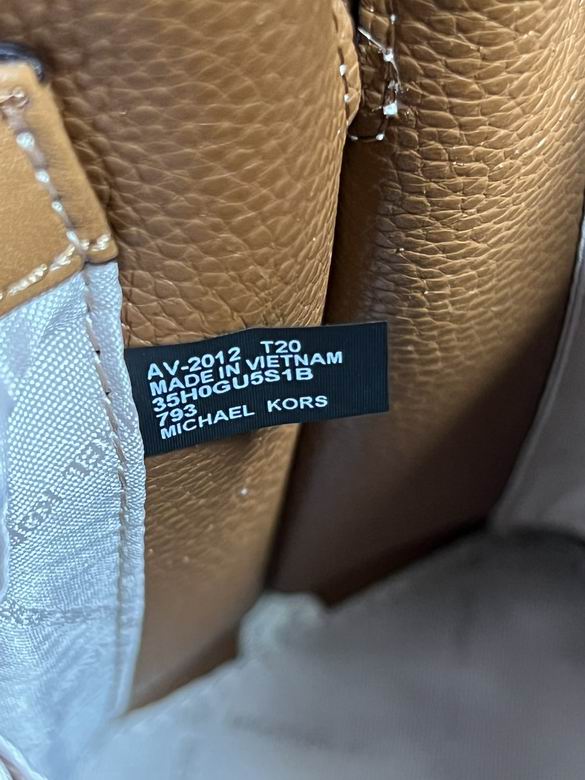 AV-2012 T20
MADE IN VIETNAM
35H0GU5S1B
793
MICHAEL KORS